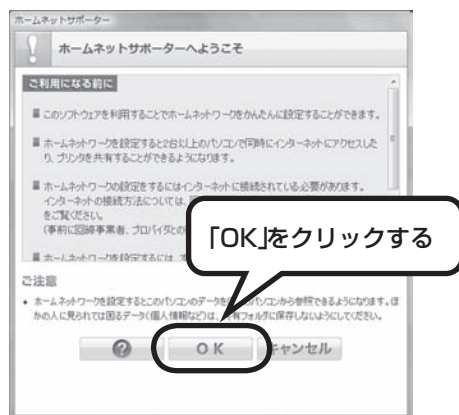 ホームネットサポーター
ホームネットサポーターへようこそ
ご利用になる前に
■ このソフトウェアを利用することでホームネットワークをかんたんに設定することができます。
■ ホームネットワークを設定すると2台以上のパソコンで同時にインターネットにアクセスした
り、プリンタを共有することができるようになります。
■ ホームネットワークの設定をするにはインターネットに接続されている必要があります。
インターネットの接続方法については、
をご覧ください。
(事前に回線事業者、プロバイダとの
■ ホームネットワークを設定するには、
「OK」をクリックする
ご注意
• ホームネットワークを設定するとこのパソコンのデータを パソコンから参照できるようになります。ほ
かの人に見られては困るデータ(個人情報など)は、共有フォルダに保存しないようにしてください。
? OK キャンセル